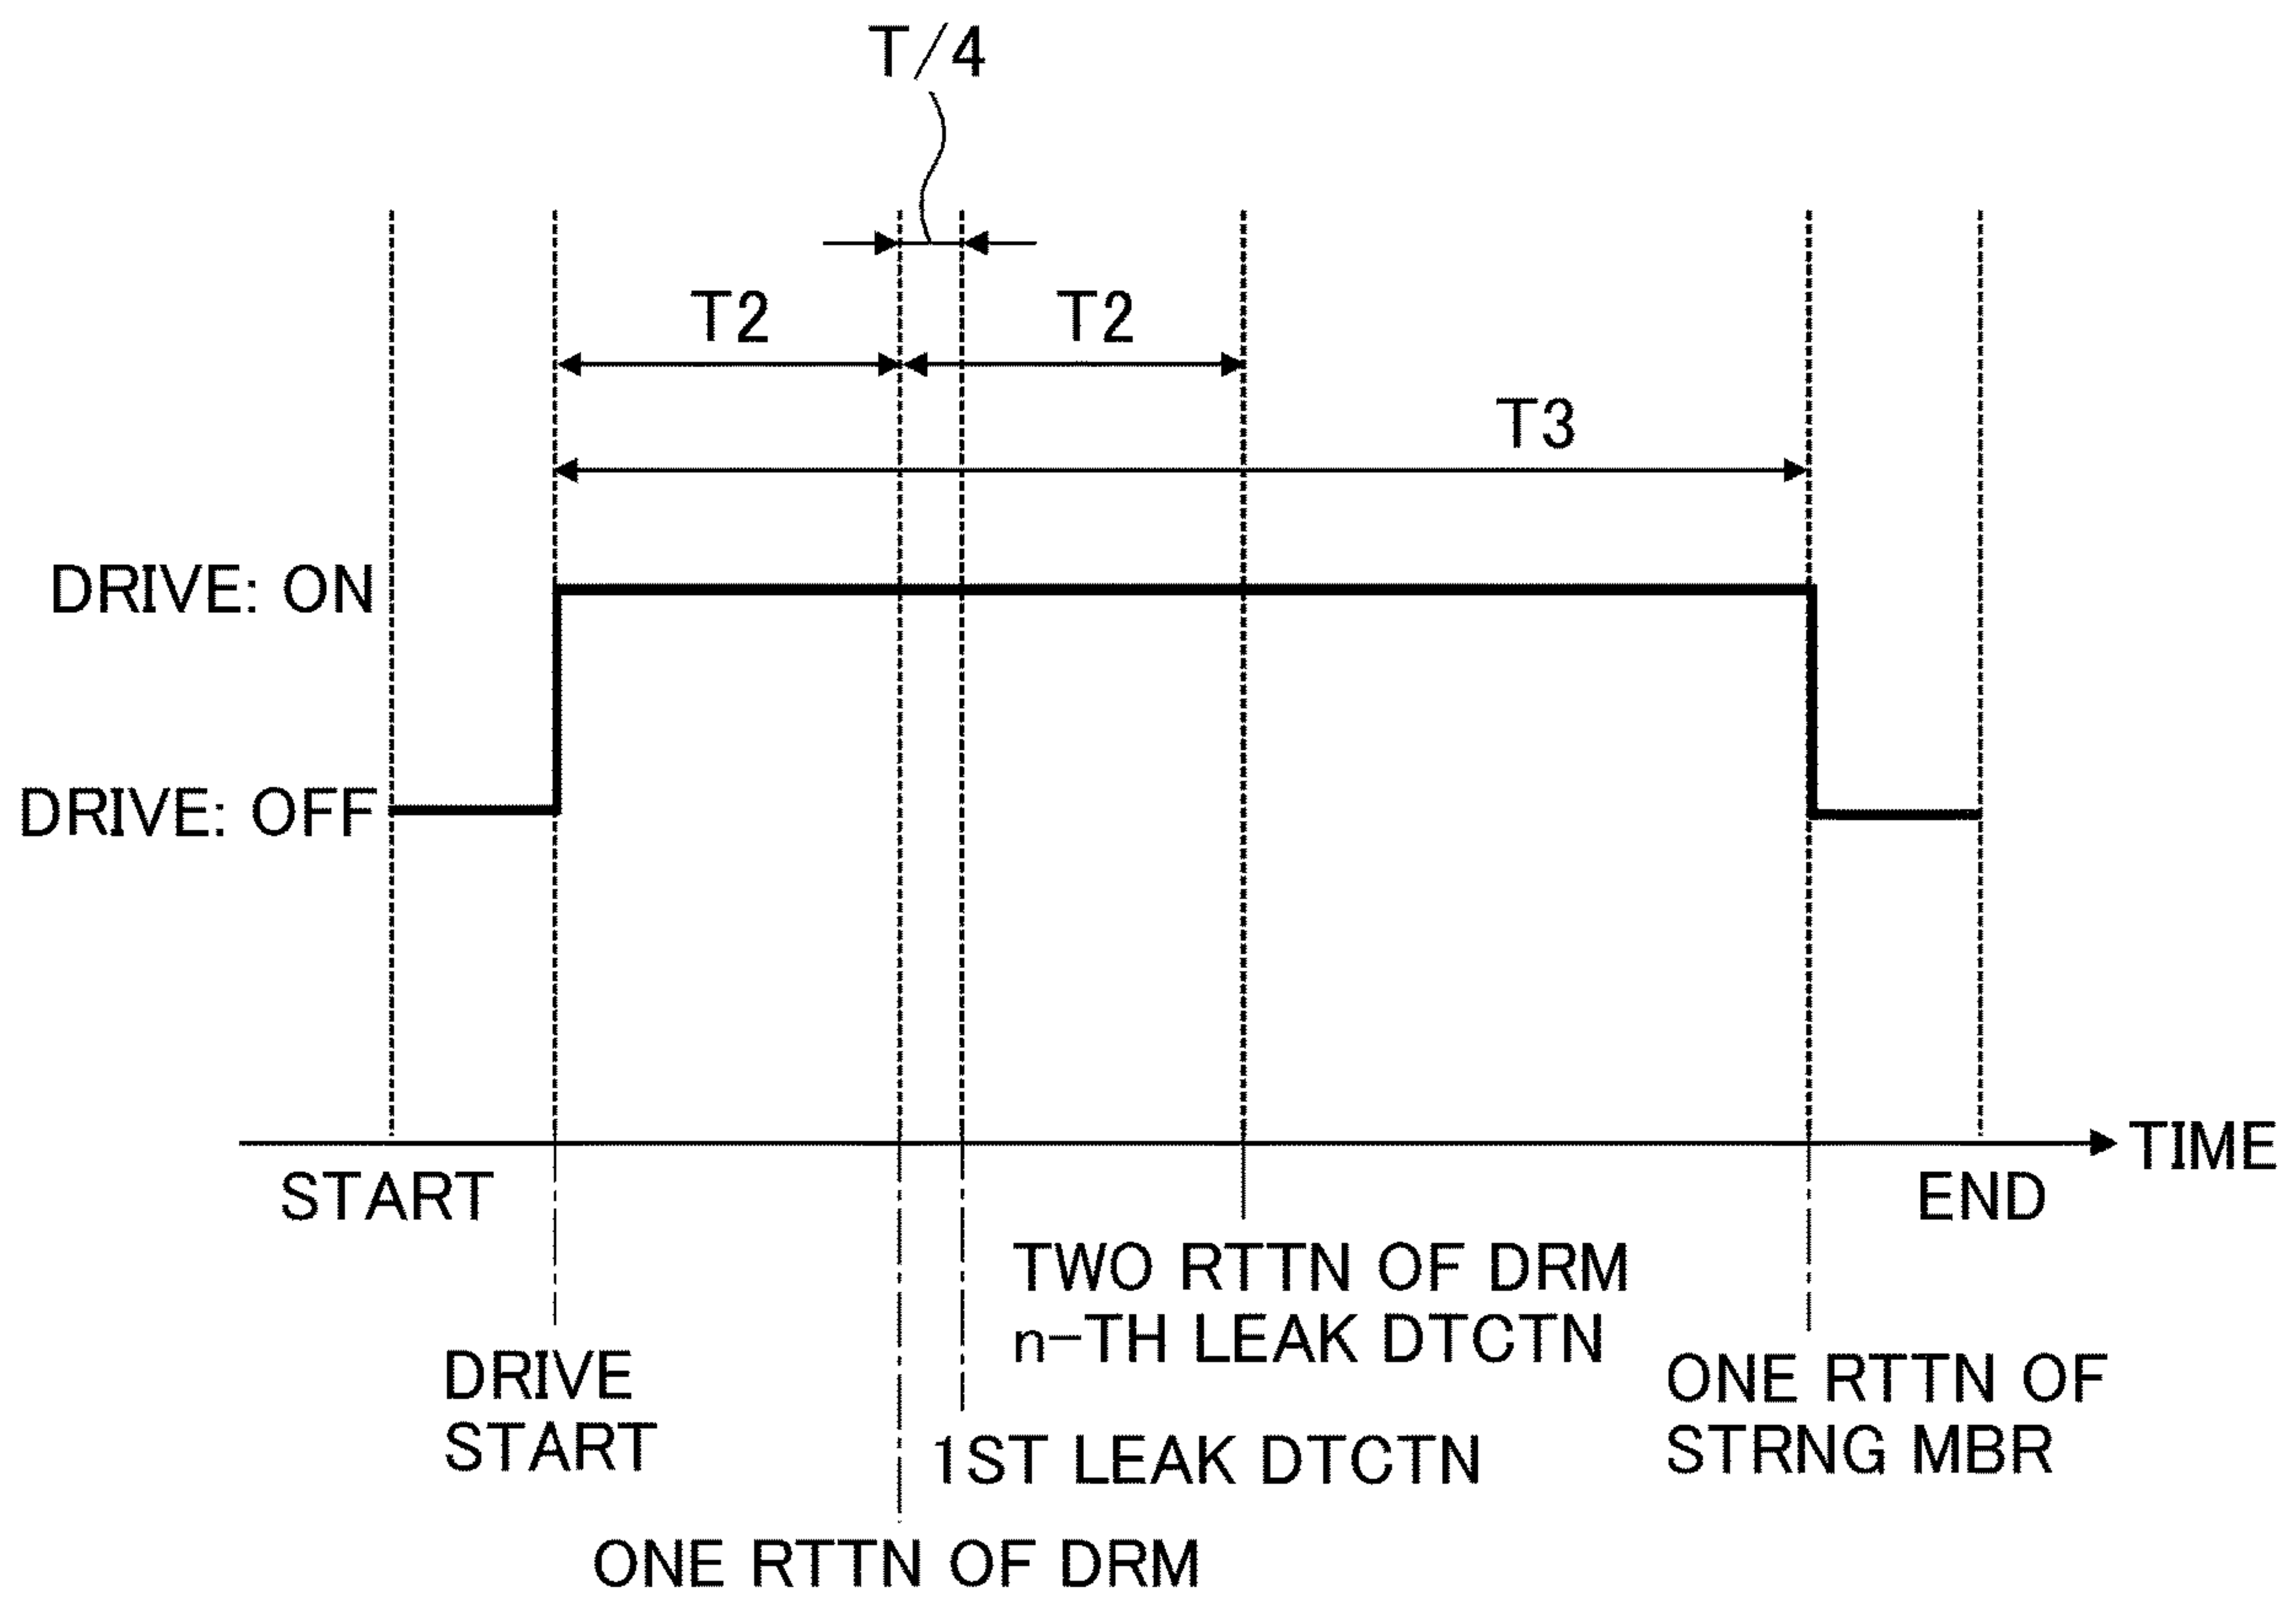 T/4
T2
T2
T3
DRIVE: ON
DRIVE: OFF
TIME
START
END
TWO RTTN OF DRM
n-TH LEAK DTCTN
DRIVE
START
ONE RTTN OF
STRNG MBR
1ST LEAK DTCTN
ONE RTTN OF DRM